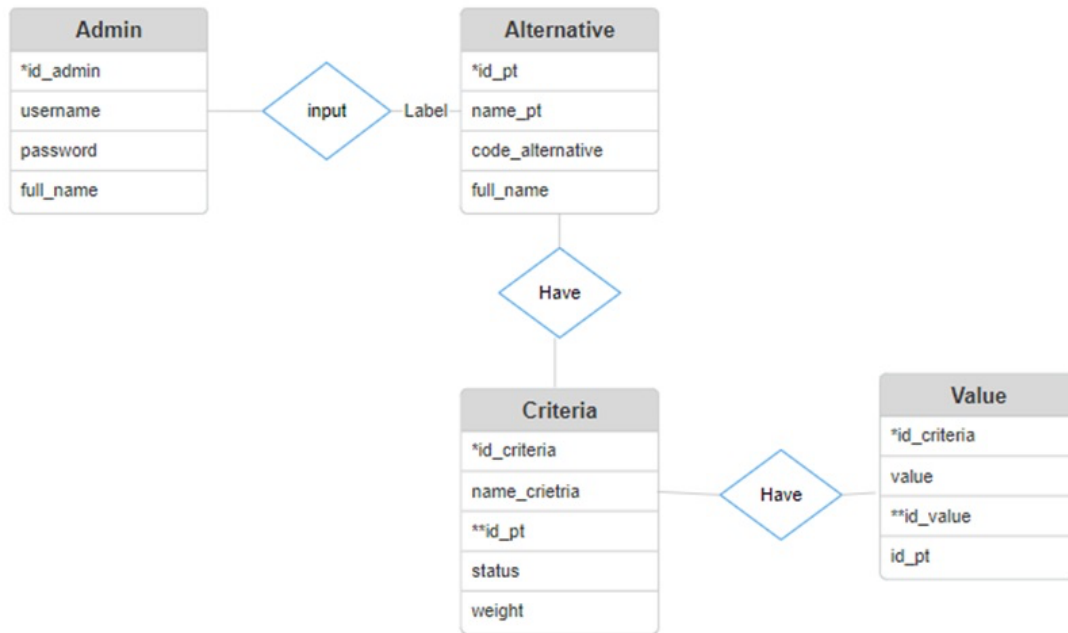 Admin
*id_admin
username
password
full_name
input
Label
Alternative
*id_pt
name_pt
code_alternative
full_name
Have
Criteria
*id_criteria
name_crietria
**id_pt
status
weight
Have
Value
*id_criteria
value
**id_value
id_pt